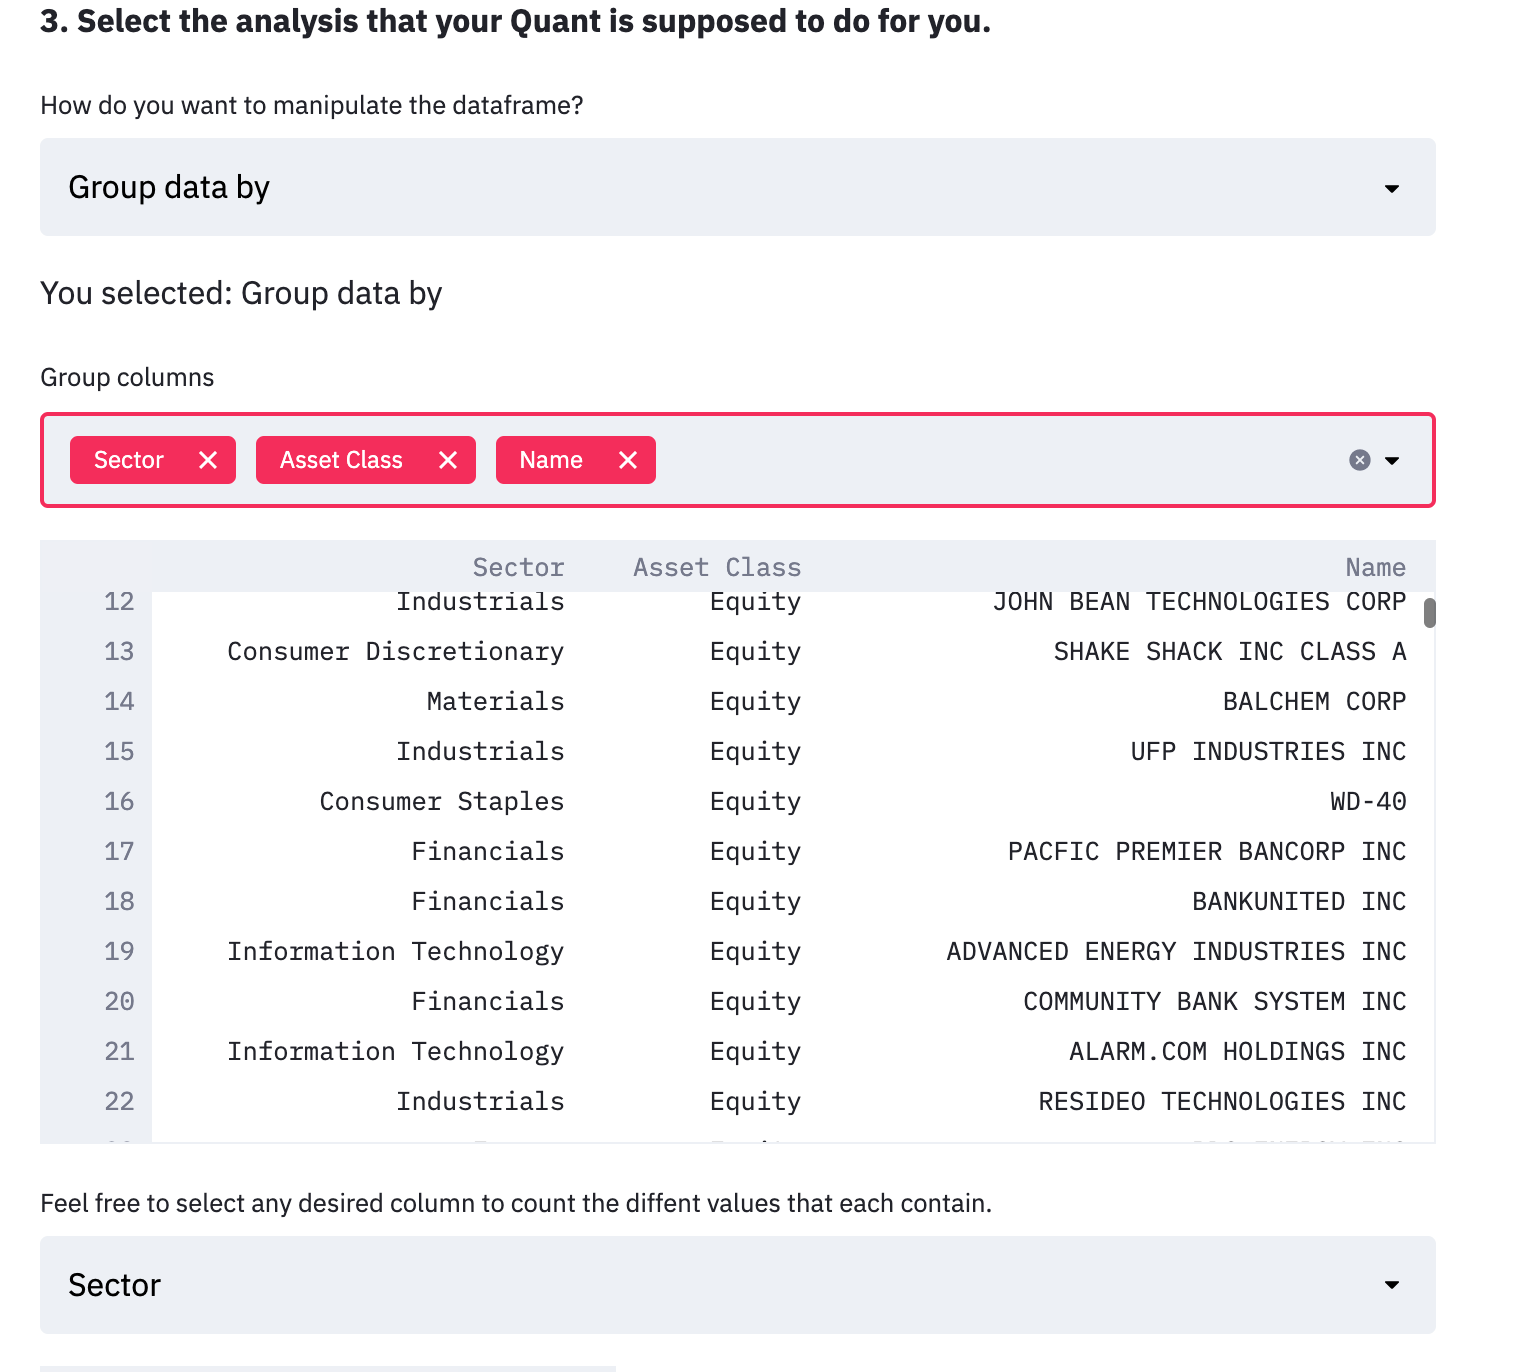 3. Select the analysis that your Quant is supposed to do for you.
How do you want to manipulate the dataframe?
Group data by
You selected: Group data by
Group columns
Sector Asset Class Name
Sector Asset Class Name
12 Industrials Equity JOHN BEAN TECHNOLOGIES CORP
13 Consumer Discretionary Equity SHAKE SHACK INC CLASS A
14 Materials Equity BALCHEM CORP
15 Industrials Equity UFP INDUSTRIES INC
16 Consumer Staples Equity WD-40
17 Financials Equity PACFIC PREMIER BANCORP INC
18 Financials Equity BANKUNITED INC
19 Information Technology Equity ADVANCED ENERGY INDUSTRIES INC
20 Financials Equity COMMUNITY BANK SYSTEM INC
21 Information Technology Equity ALARM.COM HOLDINGS INC
22 Industrials Equity RESIDEO TECHNOLOGIES INC
Feel free to select any desired column to count the diffent values that each contain.
Sector